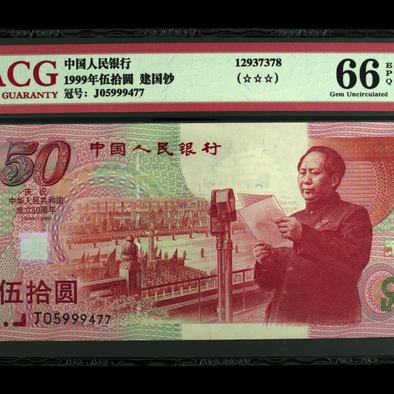 ACG
GUARANTY
中国人民银行
1999年伍拾圆 建国钞
冠号: J05999477
12937378
(☆☆☆)
66 EPQ
Gem Uncirculated
50
中国人民银行
庆祝
中华人民共和国
成立50周年
伍拾圆
J05999477